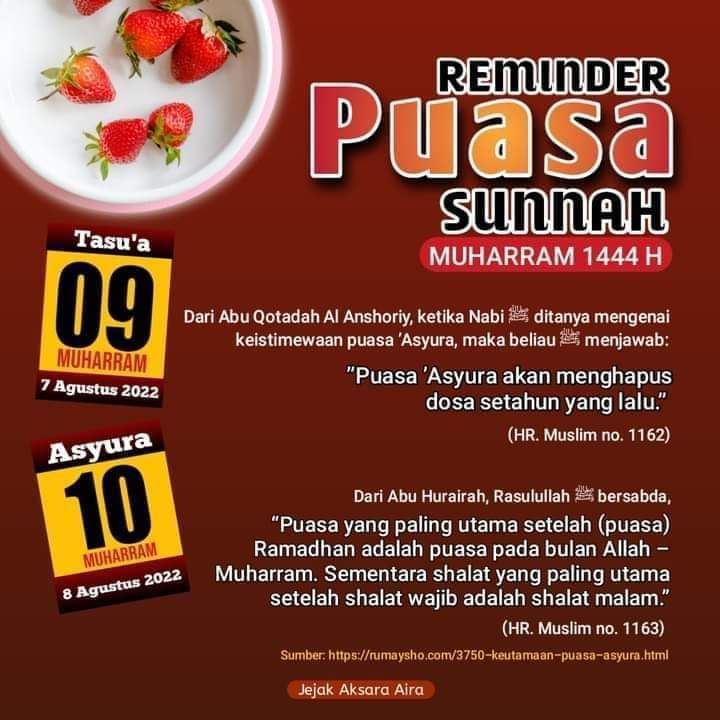 REMINDER
Puasa
SUNNAH
MUHARRAM 1444 H
Tasu'a
09
MUHARRAM
7 Agustus 2022
Asyura
10
MUHARRAM
8 Agustus 2022
Dari Abu Qotadah Al Anshoriy, ketika Nabi ﷺ ditanya mengenai
keistimewaan puasa ’Asyura, maka beliau ﷺ menjawab:
”Puasa ’Asyura akan menghapus
dosa setahun yang lalu.”
(HR. Muslim no. 1162)
Dari Abu Hurairah, Rasulullah ﷺ bersabda,
“Puasa yang paling utama setelah (puasa)
Ramadhan adalah puasa pada bulan Allah –
Muharram. Sementara shalat yang paling utama
setelah shalat wajib adalah shalat malam.”
(HR. Muslim no. 1163)
Sumber: https://rumaysho.com/3750-keutamaan-puasa-asyura.html
Jejak Aksara Aira